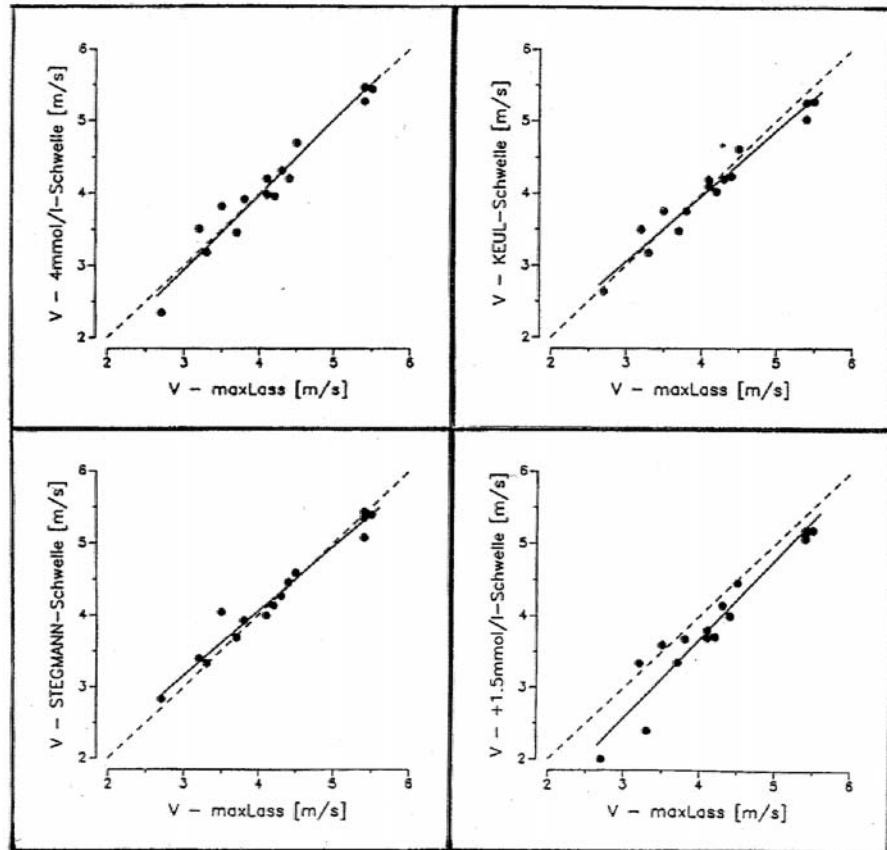 V - 4mmol/l-Schwelle [m/s]
6
5
4
3
2
2 3 4 5 6
V - maxLass [m/s]
V - KEUL-Schwelle [m/s]
6
5
4
3
2
2 3 4 5 6
V - maxLass [m/s]
V - STEGMANN-Schwelle [m/s]
6
5
4
3
2
2 3 4 5 6
V - maxLass [m/s]
V - +1.5mmol/l-Schwelle [m/s]
6
5
4
3
2
2 3 4 5 6
V - maxLass [m/s]